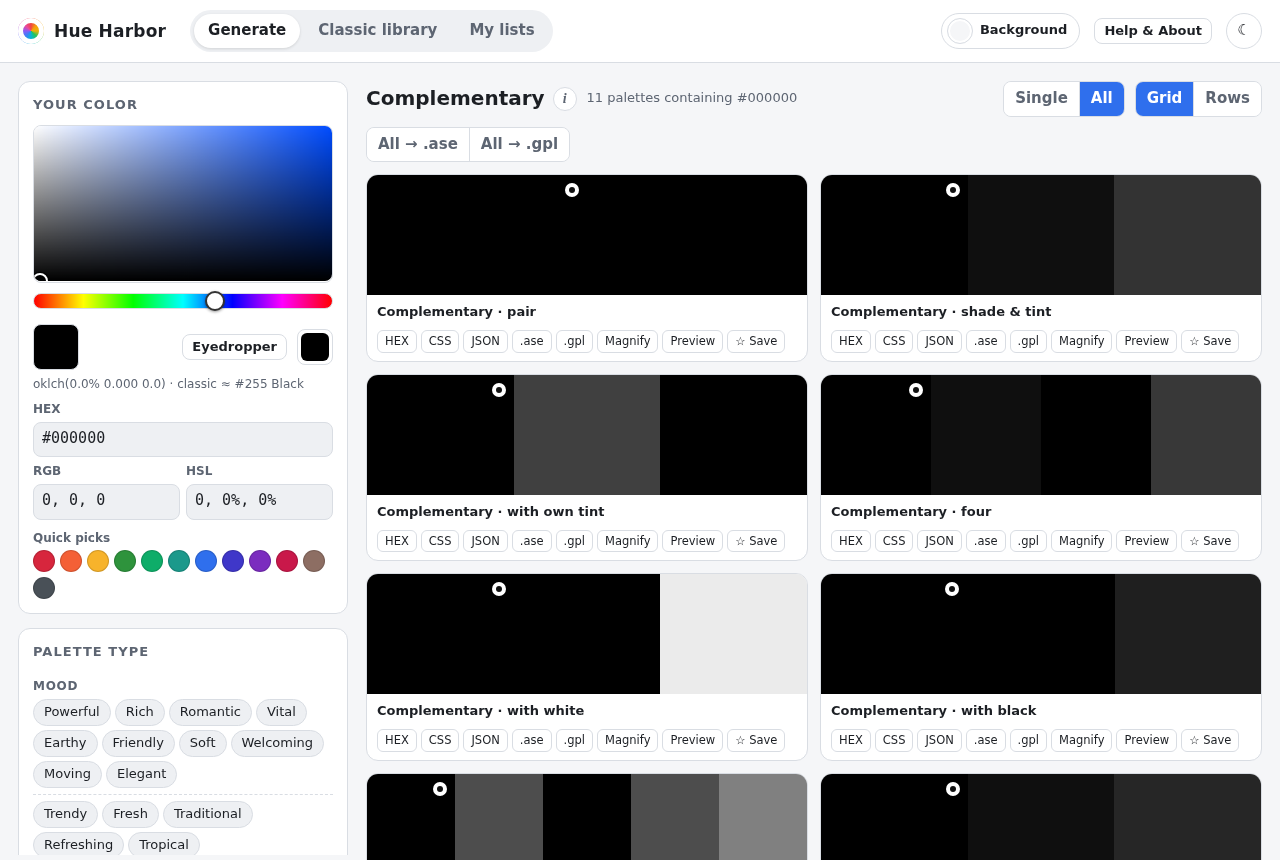 Hue Harbor
Generate
Classic library
My lists
Background
Help & About
☾
YOUR COLOR
Eyedropper
oklch(0.0% 0.000 0.0) · classic ≈ #255 Black
HEX
#000000
RGB
HSL
0, 0, 0
0, 0%, 0%
Quick picks
PALETTE TYPE
MOOD
Powerful
Rich
Romantic
Vital
Earthy
Friendly
Soft
Welcoming
Moving
Elegant
Trendy
Fresh
Traditional
Refreshing
Tropical
Complementary
i
11 palettes containing #000000
Single
All
Grid
Rows
All → .ase
All → .gpl
Complementary · pair
HEX
CSS
JSON
.ase
.gpl
Magnify
Preview
☆ Save
Complementary · shade & tint
HEX
CSS
JSON
.ase
.gpl
Magnify
Preview
☆ Save
Complementary · with own tint
HEX
CSS
JSON
.ase
.gpl
Magnify
Preview
☆ Save
Complementary · four
HEX
CSS
JSON
.ase
.gpl
Magnify
Preview
☆ Save
Complementary · with white
HEX
CSS
JSON
.ase
.gpl
Magnify
Preview
☆ Save
Complementary · with black
HEX
CSS
JSON
.ase
.gpl
Magnify
Preview
☆ Save